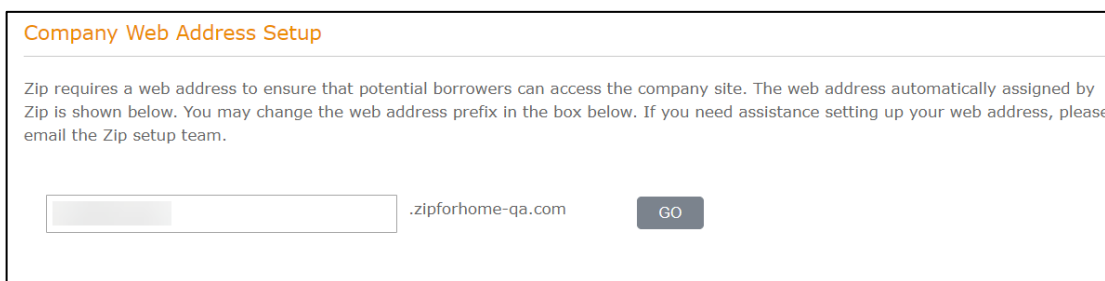 Company Web Address Setup
Zip requires a web address to ensure that potential borrowers can access the company site. The web address automatically assigned by
Zip is shown below. You may change the web address prefix in the box below. If you need assistance setting up your web address, please
email the Zip setup team.
.zipforhome-qa.com GO